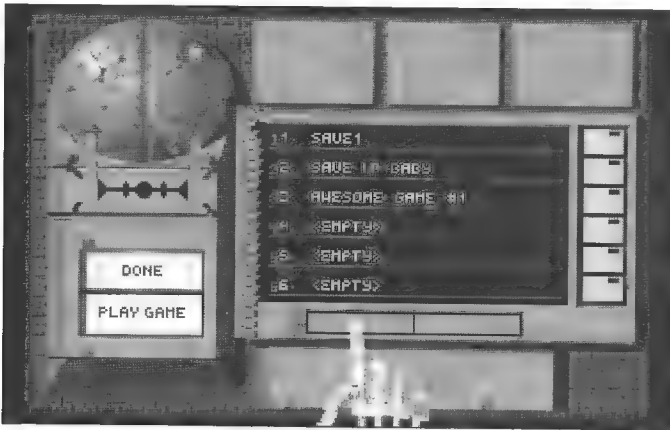 1. SAVE1
2. SAVE IT BABY
3. AWESOME GAME #1
4. <EMPTY>
5. <EMPTY>
6. <EMPTY>
DONE
PLAY GAME